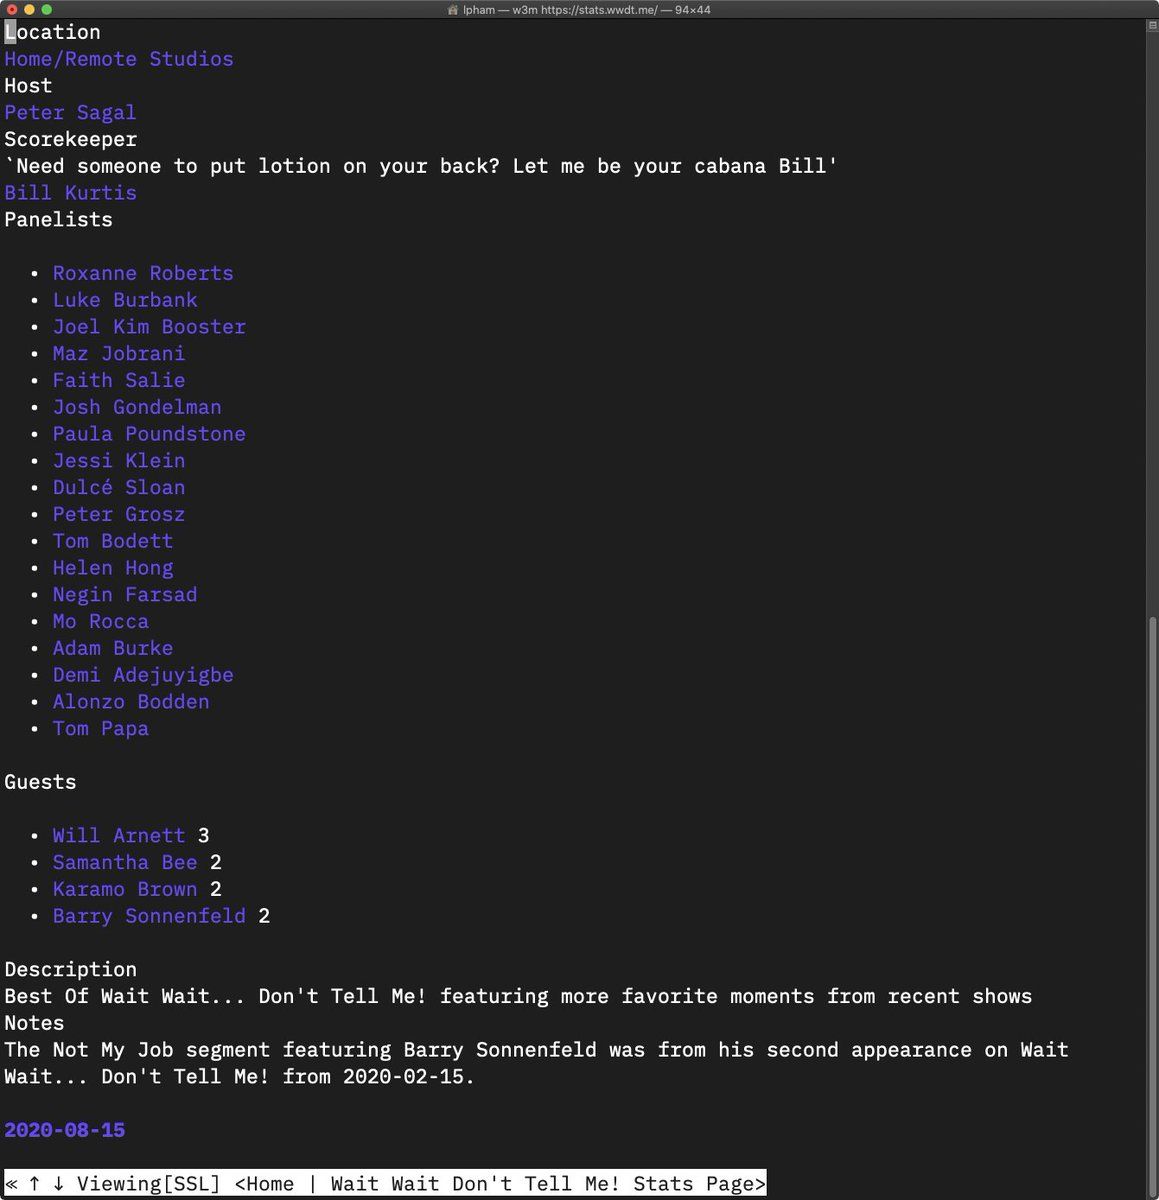 lpham — w3m https://stats.wwdt.me/ — 94×44
Location
Home/Remote Studios
Host
Peter Sagal
Scorekeeper
`Need someone to put lotion on your back? Let me be your cabana Bill'
Bill Kurtis
Panelists
• Roxanne Roberts
• Luke Burbank
• Joel Kim Booster
• Maz Jobrani
• Faith Salie
• Josh Gondelman
• Paula Poundstone
• Jessi Klein
• Dulcé Sloan
• Peter Grosz
• Tom Bodett
• Helen Hong
• Negin Farsad
• Mo Rocca
• Adam Burke
• Demi Adejuyigbe
• Alonzo Bodden
• Tom Papa
Guests
• Will Arnett 3
• Samantha Bee 2
• Karamo Brown 2
• Barry Sonnenfeld 2
Description
Best Of Wait Wait... Don't Tell Me! featuring more favorite moments from recent shows
Notes
The Not My Job segment featuring Barry Sonnenfeld was from his second appearance on Wait
Wait... Don't Tell Me! from 2020-02-15.
2020-08-15
« ↑ ↓ Viewing[SSL] <Home | Wait Wait Don't Tell Me! Stats Page>